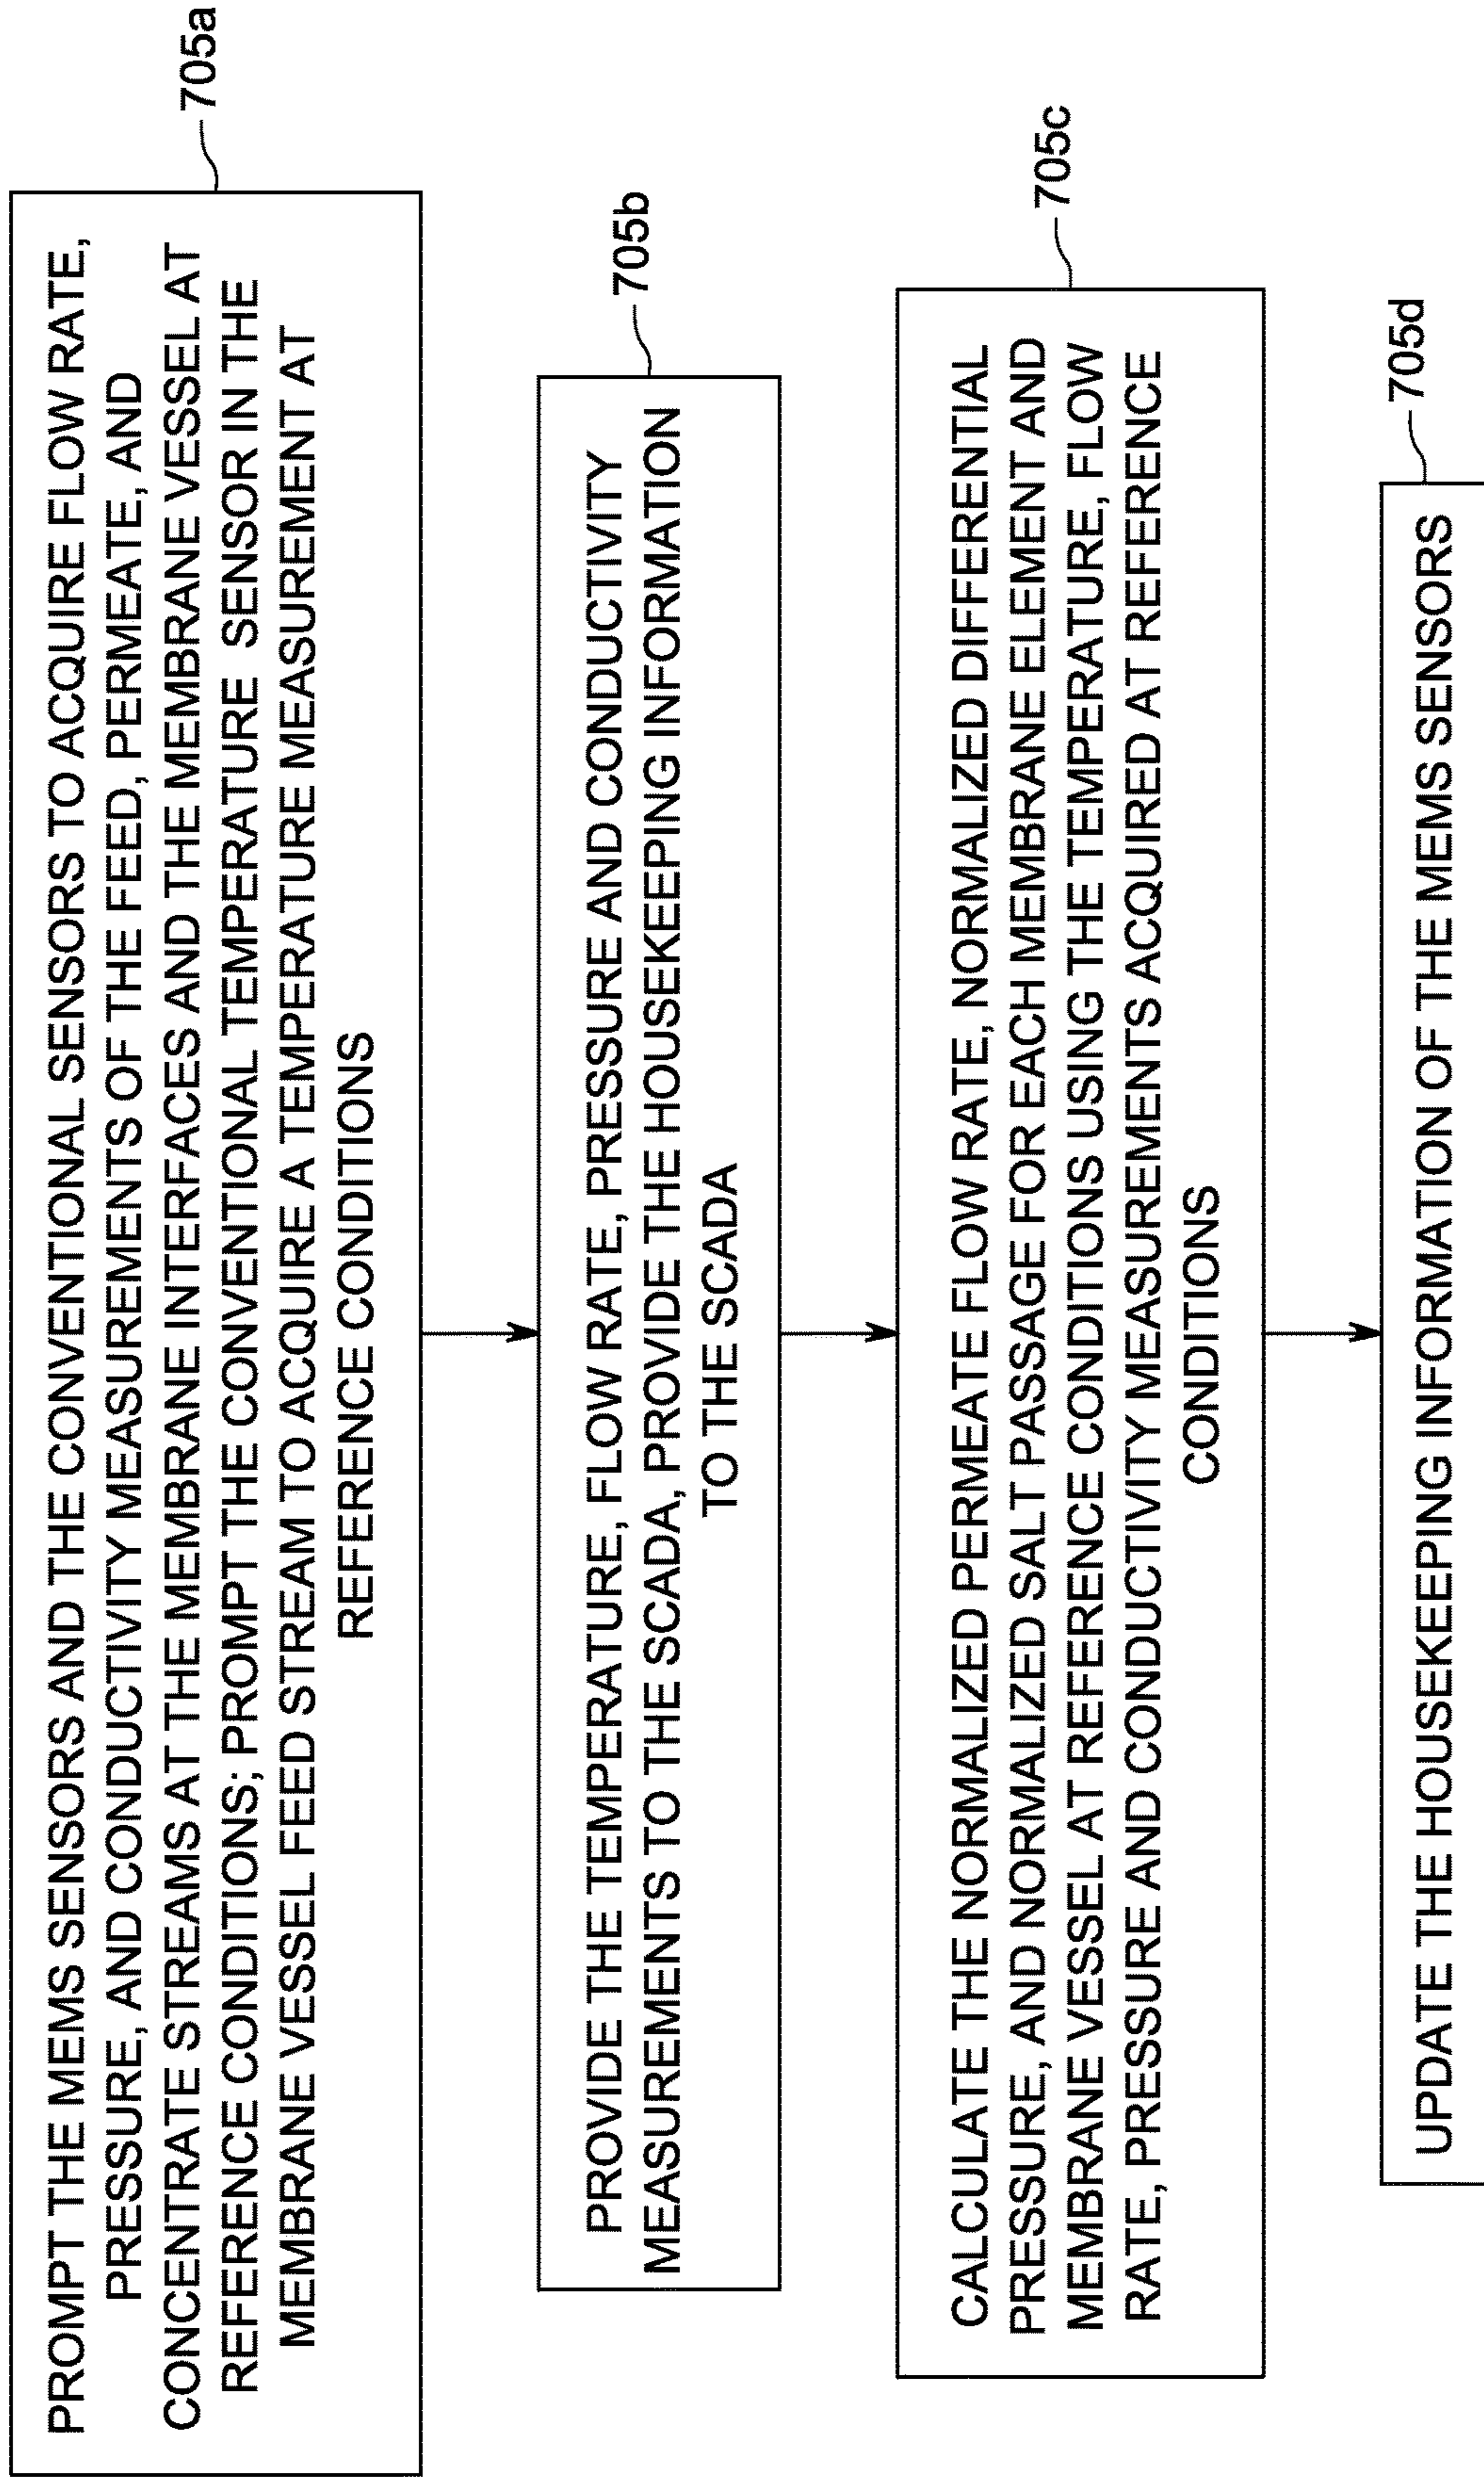 PROMPT THE MEMS SENSORS AND THE CONVENTIONAL SENSORS TO ACQUIRE FLOW RATE,
PRESSURE, AND CONDUCTIVITY MEASUREMENTS OF THE FEED, PERMEATE, AND
CONCENTRATE STREAMS AT THE MEMBRANE INTERFACES AND THE MEMBRANE VESSEL AT
REFERENCE CONDITIONS; PROMPT THE CONVENTIONAL TEMPERATURE SENSOR IN THE
MEMBRANE VESSEL FEED STREAM TO ACQUIRE A TEMPERATURE MEASUREMENT AT
REFERENCE CONDITIONS
705a
PROVIDE THE TEMPERATURE, FLOW RATE, PRESSURE AND CONDUCTIVITY
MEASUREMENTS TO THE SCADA, PROVIDE THE HOUSEKEEPING INFORMATION
TO THE SCADA
705b
CALCULATE THE NORMALIZED PERMEATE FLOW RATE, NORMALIZED DIFFERENTIAL
PRESSURE, AND NORMALIZED SALT PASSAGE FOR EACH MEMBRANE ELEMENT AND
MEMBRANE VESSEL AT REFERENCE CONDITIONS USING THE TEMPERATURE, FLOW
RATE, PRESSURE AND CONDUCTIVITY MEASUREMENTS ACQUIRED AT REFERENCE
CONDITIONS
705c
UPDATE THE HOUSEKEEPING INFORMATION OF THE MEMS SENSORS
705d